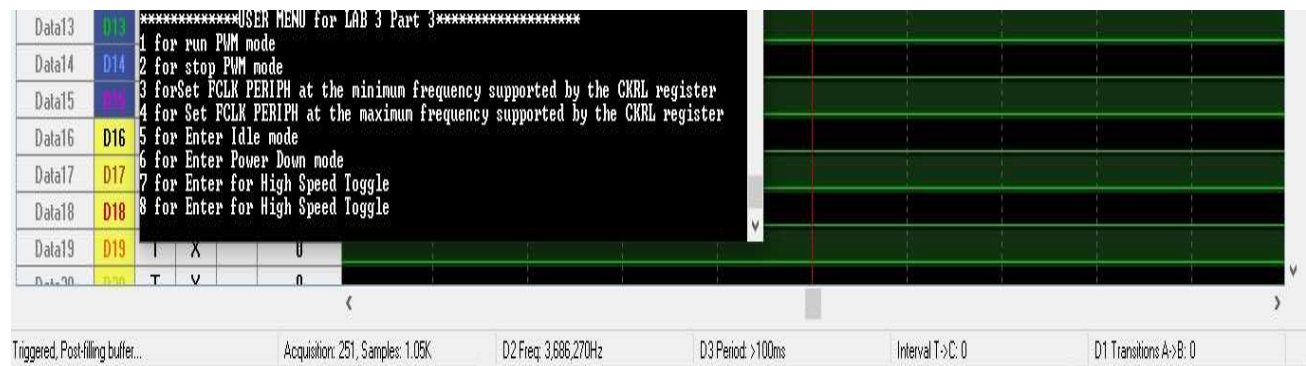 *************USER MENU for LAB 3 Part 3*******************
1 for run PWM mode
2 for stop PWM mode
3 forSet FCLK PERIPH at the minimum frequency supported by the CKRL register
4 for Set FCLK PERIPH at the maximum frequency supported by the CKRL register
5 for Enter Idle mode
6 for Enter Power Down mode
7 for Enter for High Speed Toggle
8 for Enter for High Speed Toggle
Data13 D13
Data14 D14
Data15
Data16 D16
Data17 D17
Data18 D18
Data19 D19 T X 0
Triggered, Post-filling buffer... Acquisition: 251, Samples: 1.05K D2 Freq: 3,686,270Hz D3 Period: >100ms Interval T->C: 0 D1 Transitions A->B: 0